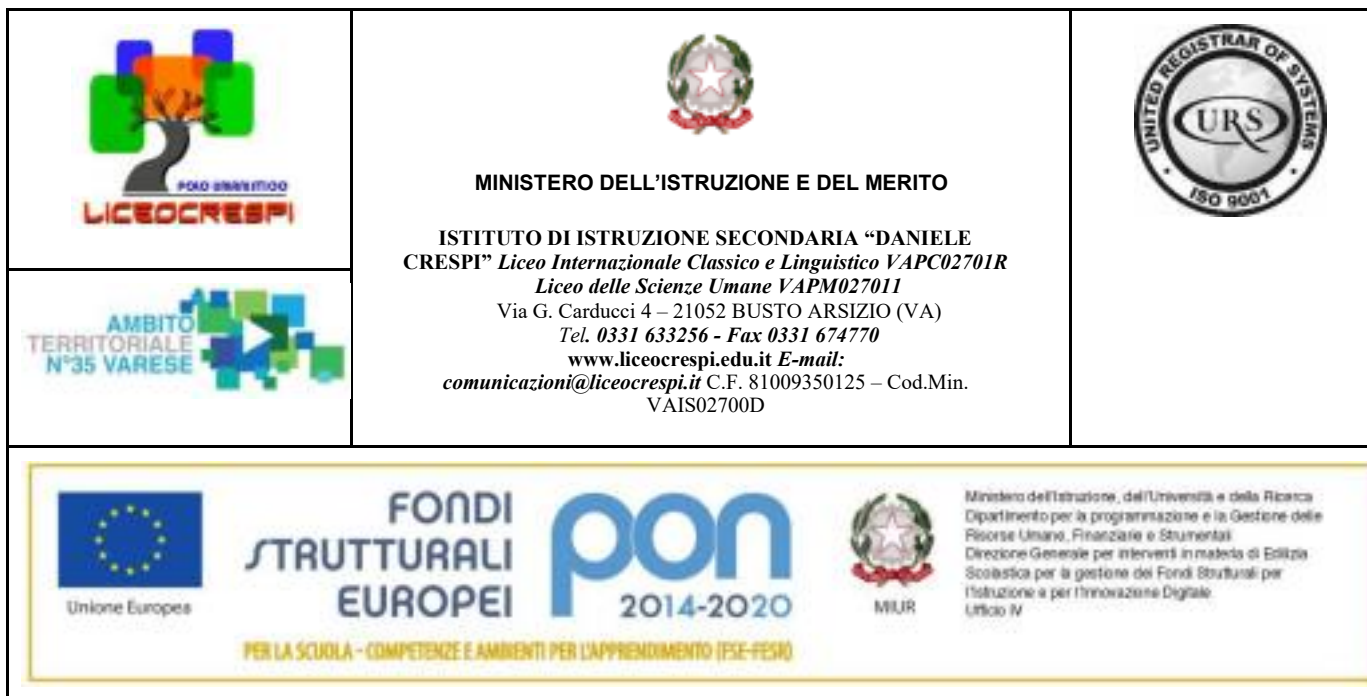 POLO UMANISTICO
LICEOCRESPI
AMBITO
TERRITORIALE
N°35 VARESE
MINISTERO DELL’ISTRUZIONE E DEL MERITO
ISTITUTO DI ISTRUZIONE SECONDARIA “DANIELE
CRESPI” Liceo Internazionale Classico e Linguistico VAPC02701R
Liceo delle Scienze Umane VAPM027011
Via G. Carducci 4 – 21052 BUSTO ARSIZIO (VA)
Tel. 0331 633256 - Fax 0331 674770
www.liceocrespi.edu.it E-mail:
comunicazioni@liceocrespi.it C.F. 81009350125 – Cod.Min.
VAIS02700D
UNITED REGISTRAR OF SYSTEMS
URS
ISO 9001
Unione Europea
FONDI
STRUTTURALI
EUROPEI
pon
2014-2020
PER LA SCUOLA - COMPETENZE E AMBIENTI PER L'APPRENDIMENTO (FSE-FESR)
MIUR
Ministero dell'Istruzione, dell'Università e della Ricerca
Dipartimento per la programmazione e la Gestione delle
Risorse Umane, Finanziarie e Strumentali
Direzione Generale per interventi in materia di Edilizia
Scolastica per la gestione dei Fondi Strutturali per
l'Istruzione e per l'Innovazione Digitale
Ufficio IV